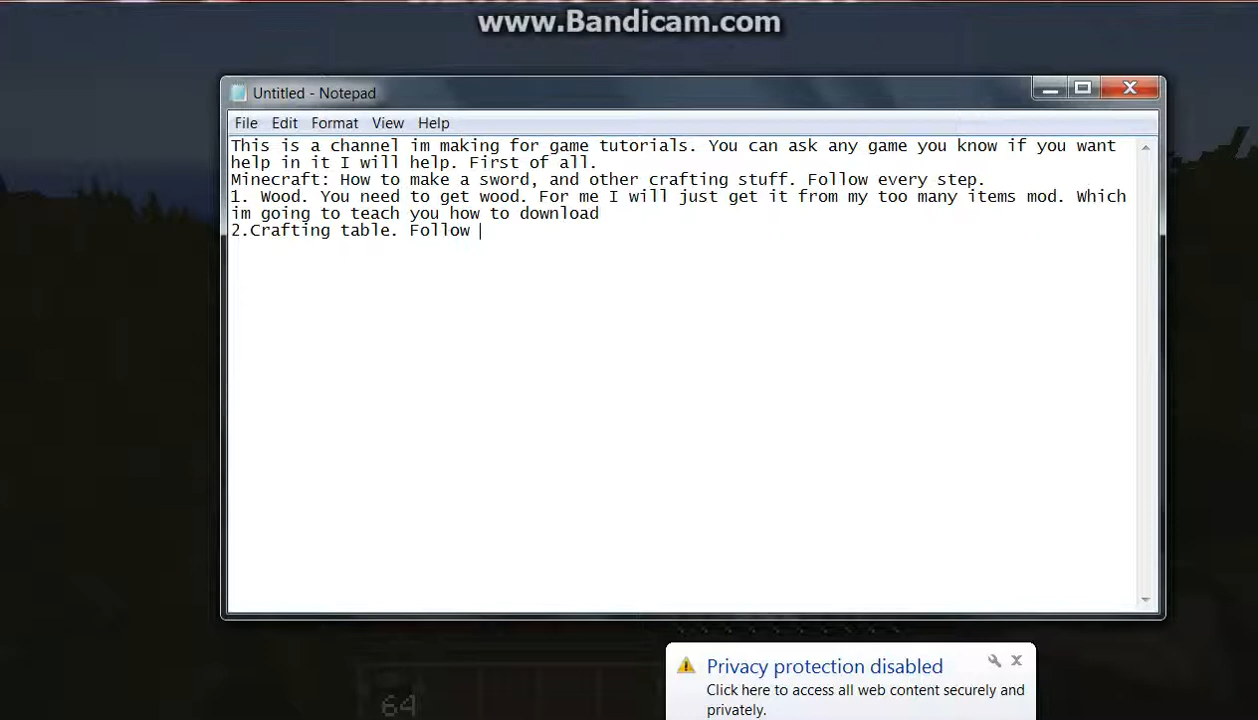 www.Bandicam.com
Untitled - Notepad
File Edit Format View Help
This is a channel im making for game tutorials. You can ask any game you know if you want
help in it I will help. First of all.
Minecraft: How to make a sword, and other crafting stuff. Follow every step.
1. Wood. You need to get wood. For me I will just get it from my too many items mod. Which
im going to teach you how to download
2.Crafting table. Follow
Privacy protection disabled
Click here to access all web content securely and
privately.
64